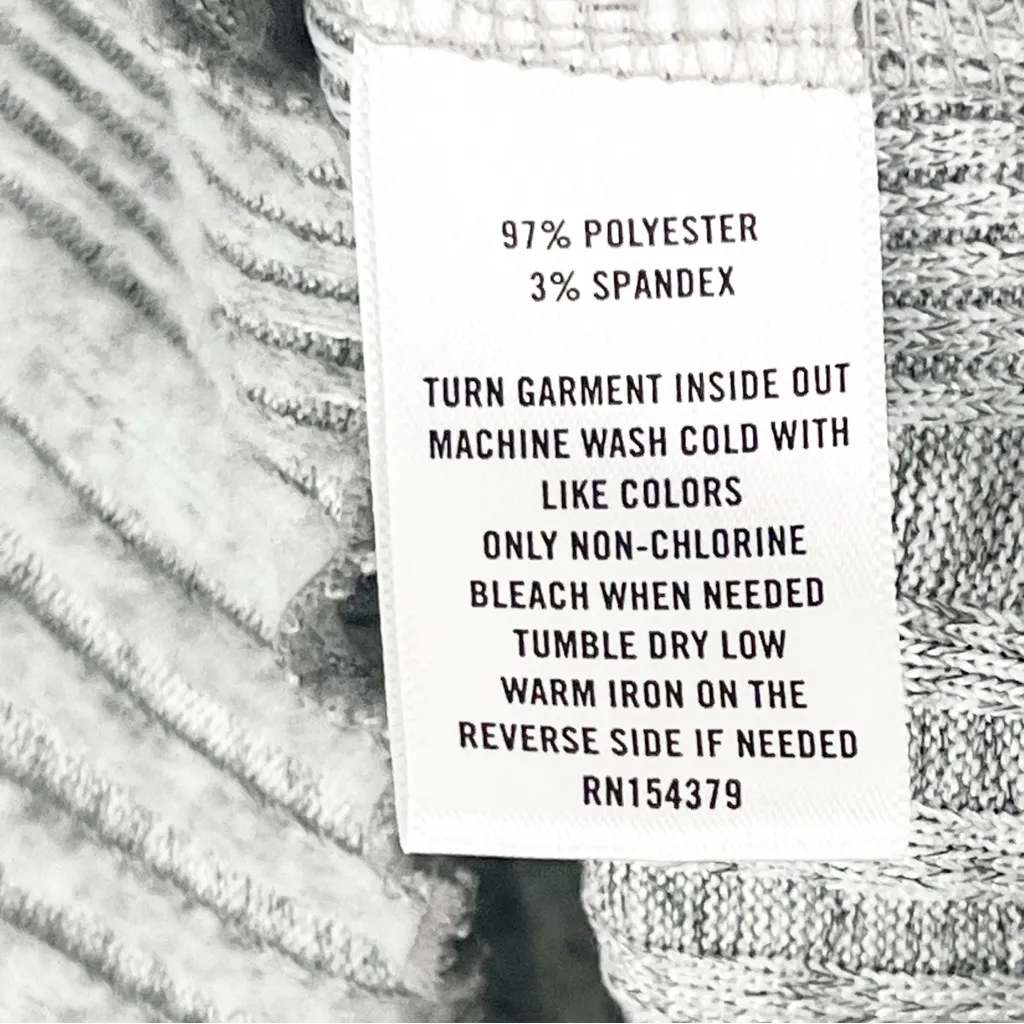 97% POLYESTER
3% SPANDEX
TURN GARMENT INSIDE OUT
MACHINE WASH COLD WITH
LIKE COLORS
ONLY NON-CHLORINE
BLEACH WHEN NEEDED
TUMBLE DRY LOW
WARM IRON ON THE
REVERSE SIDE IF NEEDED
RN154379